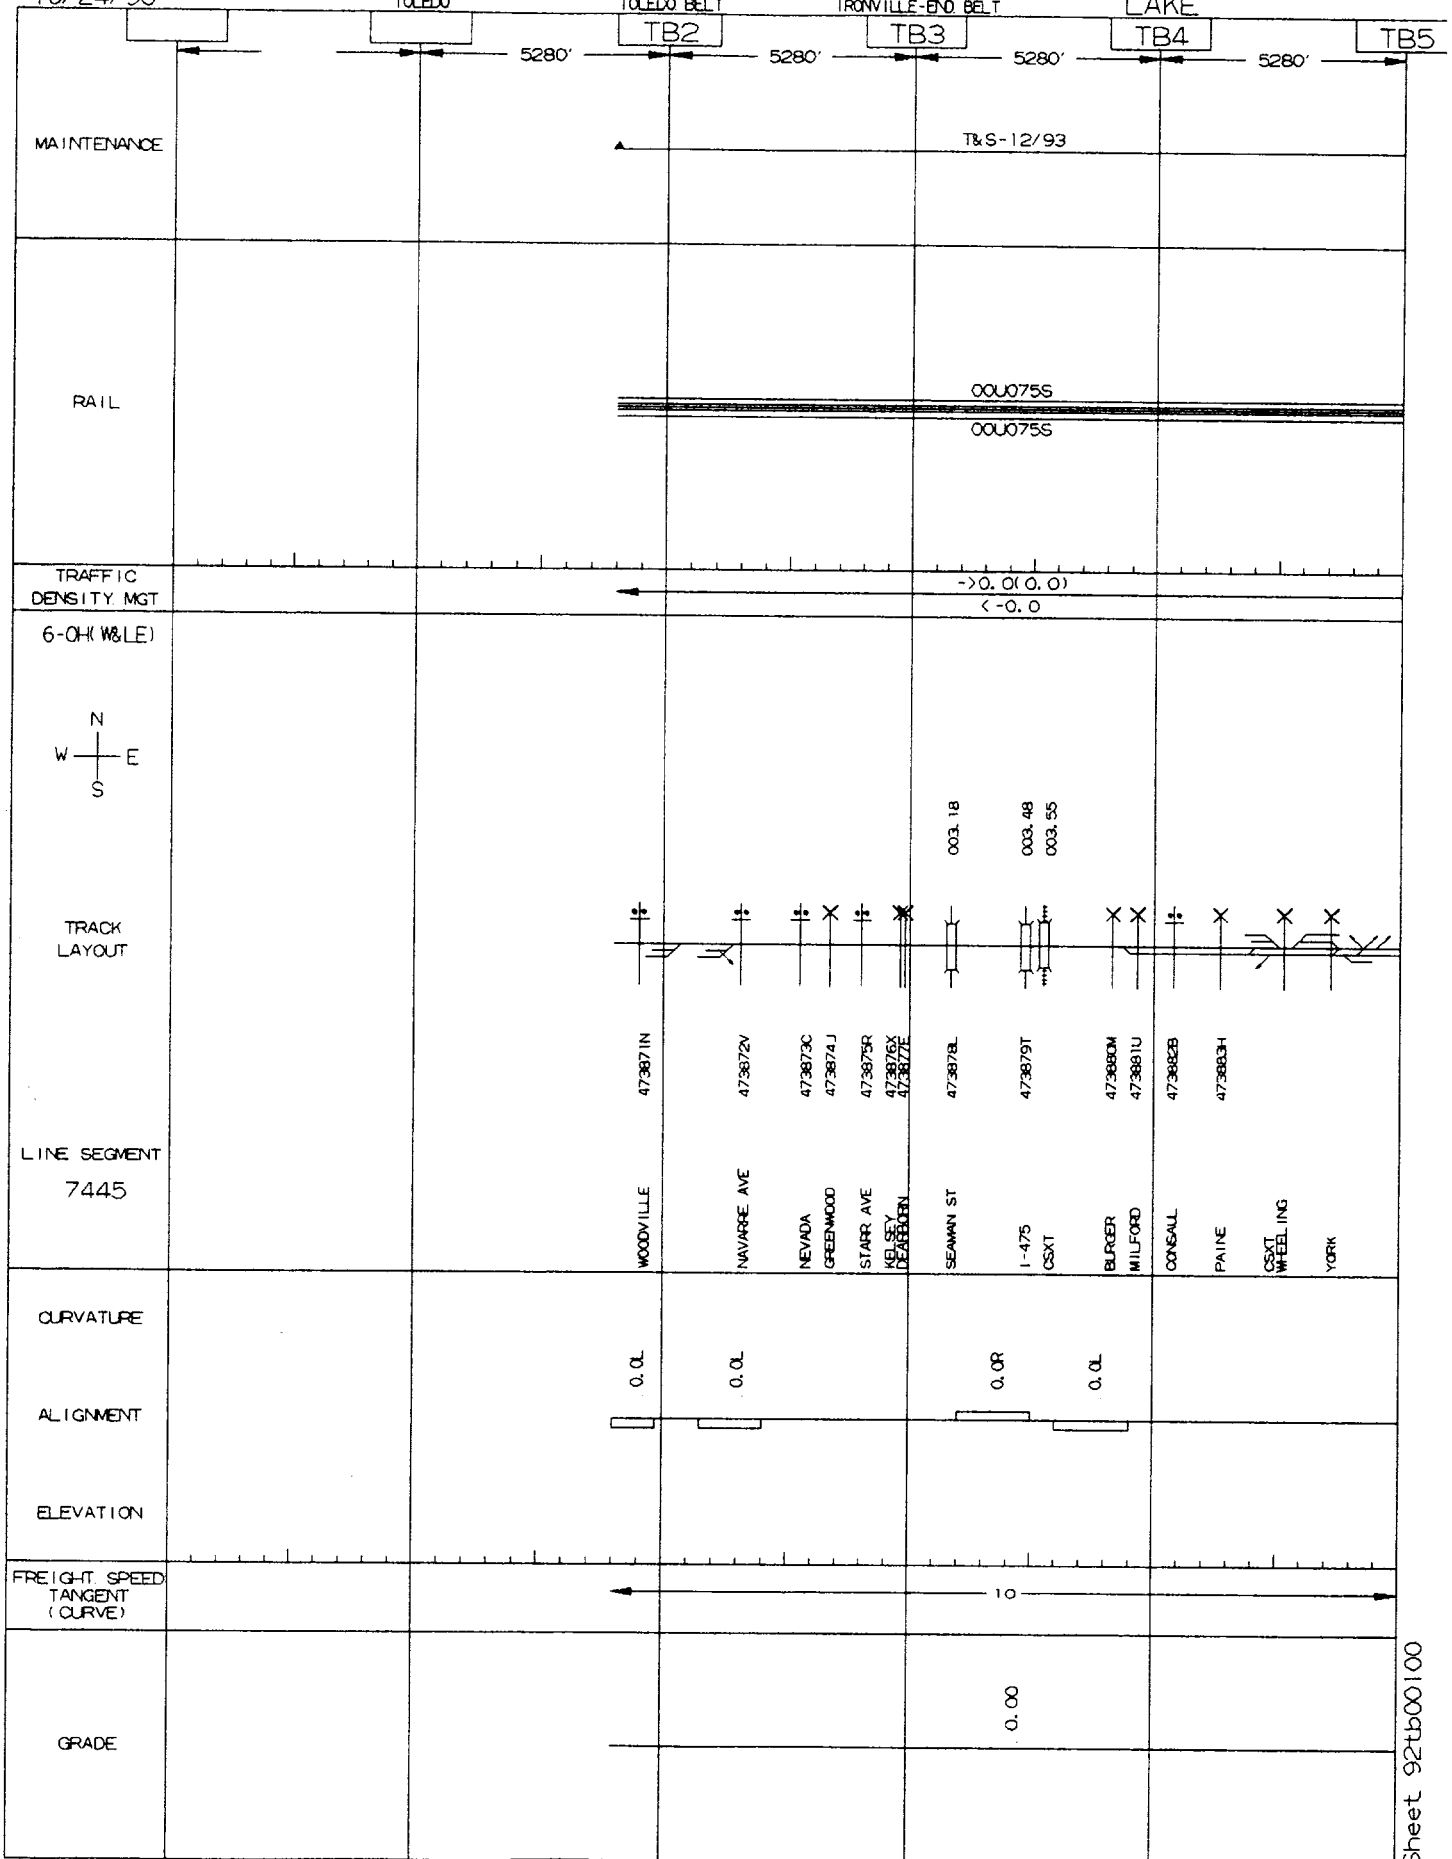 TOLEDO TOLEDO BELT IRONVILLE-END. BELT LAKE
TB2 TB3 TB4 TB5
5280' 5280' 5280' 5280'
MAINTENANCE
T&S-12/93
RAIL
00U075S
00U075S
TRAFFIC
DENSITY. MGT
->0.0(0.0)
<-0.0
6-OH(W&LE)
N
W E
S
003.18
003.48
003.55
TRACK
LAYOUT
473871N
473872V
473873C
473874J
473875R
473876X
473877E
473878L
473879T
473880M
473881U
473882B
473883H
LINE SEGMENT
7445
WOODVILLE
NAVARRE AVE
NEVADA
GREENWOOD
STARR AVE
KELSEY
DEARBORN
SEAMAN ST
I-475
CSXT
BURGER
MILFORD
CONSAUL
PAINE
CSXT
WHEELING
YORK
CURVATURE
0.0L
0.0L
0.0R
0.0L
ALIGNMENT
ELEVATION
FREIGHT. SPEED
TANGENT
(CURVE)
10
0.00
GRADE
Sheet 92tb00100